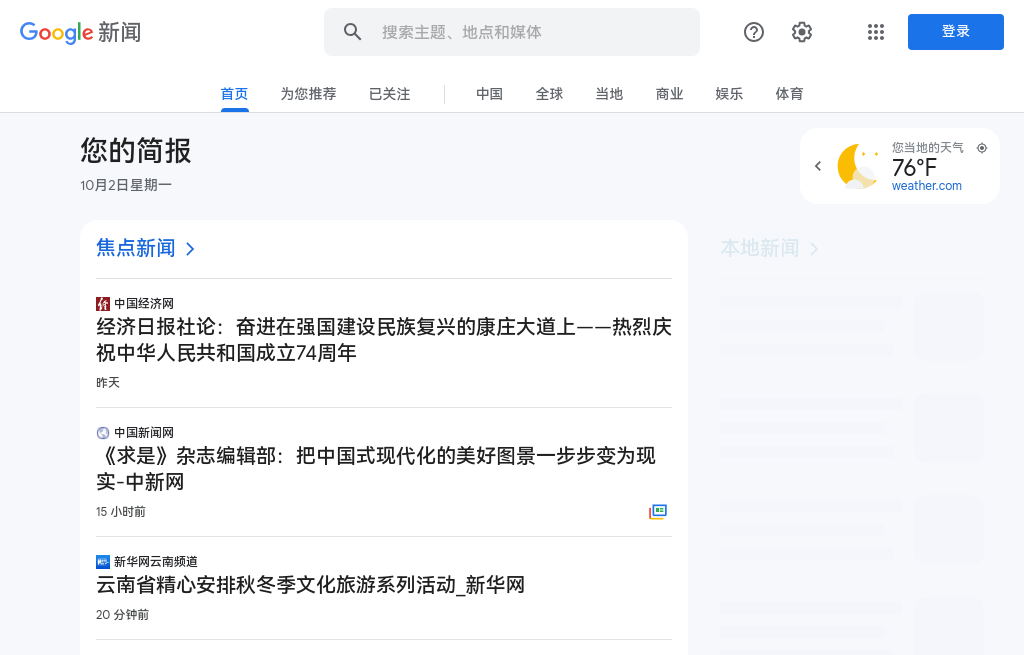 Google 新闻
搜索主题、地点和媒体
登录
首页
为您推荐
已关注
中国
全球
当地
商业
娱乐
体育
您的简报
10月2日星期一
您当地的天气
76°F
weather.com
焦点新闻
本地新闻
中国经济网
经济日报社论：奋进在强国建设民族复兴的康庄大道上——热烈庆
祝中华人民共和国成立74周年
昨天
中国新闻网
《求是》杂志编辑部：把中国式现代化的美好图景一步步变为现
实-中新网
15 小时前
新华网云南频道
云南省精心安排秋冬季文化旅游系列活动_新华网
20 分钟前